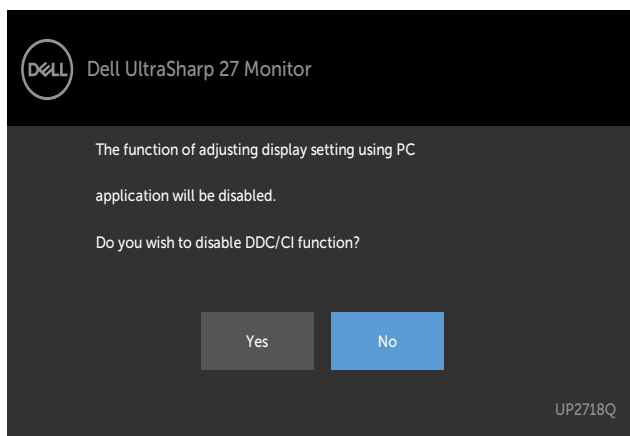 DELL Dell UltraSharp 27 Monitor
The function of adjusting display setting using PC
application will be disabled.
Do you wish to disable DDC/CI function?
Yes No
UP2718Q